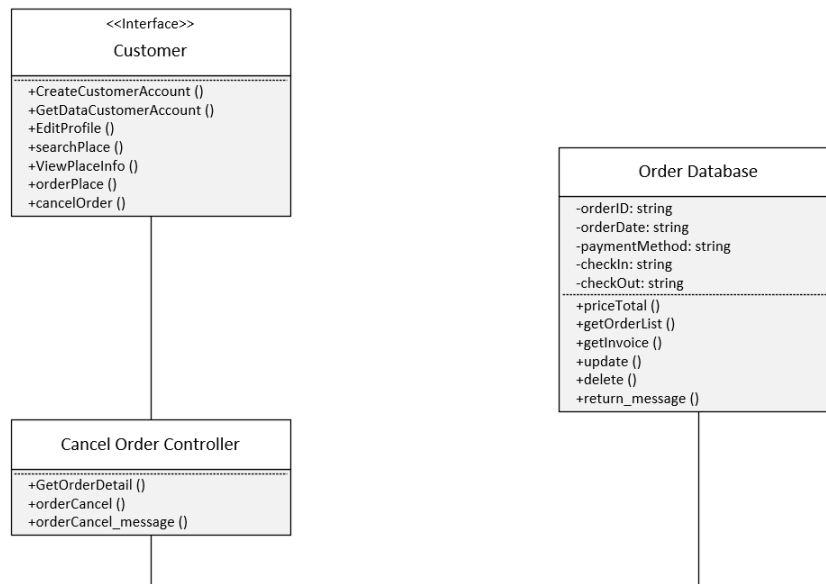 <<Interface>>
Customer
+CreateCustomerAccount ()
+GetDataCustomerAccount ()
+EditProfile ()
+searchPlace ()
+ViewPlaceInfo ()
+orderPlace ()
+cancelOrder ()
Order Database
-orderID: string
-orderDate: string
-paymentMethod: string
-checkIn: string
-checkOut: string
+priceTotal ()
+getOrderList ()
+getInvoice ()
+update ()
+delete ()
+return_message ()
Cancel Order Controller
+GetOrderDetail ()
+orderCancel ()
+orderCancel_message ()